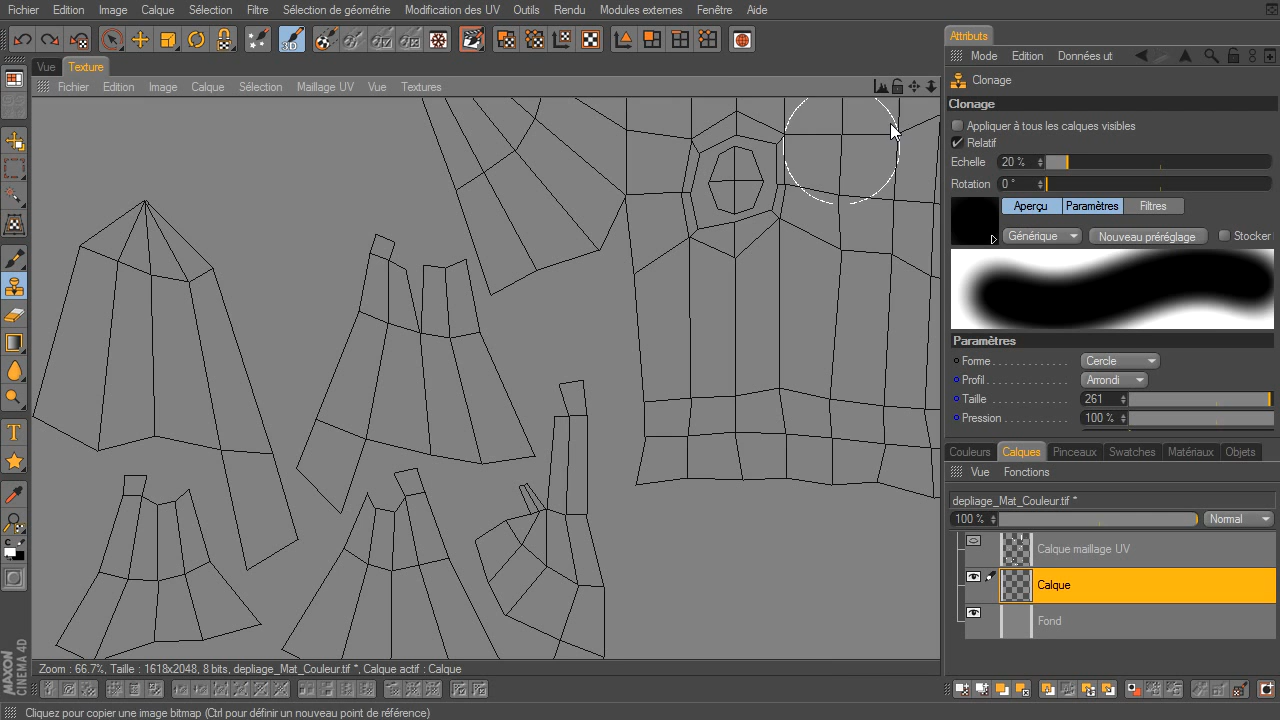 Fichier Edition Image Calque Sélection Filtre Sélection de géométrie Modification des UV Outils Rendu Modules externes Fenêtre Aide
3D
Attributs
Vue Texture
Mode Edition Données ut
Fichier Edition Image Calque Sélection Maillage UV Vue Textures
Clonage
Clonage
Appliquer à tous les calques visibles
Relatif
Echelle 20 %
Rotation 0 °
Aperçu Paramètres Filtres
Générique Nouveau préréglage Stocker
Paramètres
Forme Cercle
Profil Arrondi
Taille 261
Pression 100 %
Couleurs Calques Pinceaux Swatches Matériaux Objets
Vue Fonctions
depliage_Mat_Couleur.tif *
100 % Normal
Calque maillage UV
Calque
Fond
Zoom : 66.7%, Taille : 1618x2048, 8 bits, depliage_Mat_Couleur.tif *, Calque actif : Calque
MAXON CINEMA 4D
Cliquez pour copier une image bitmap (Ctrl pour définir un nouveau point de référence)